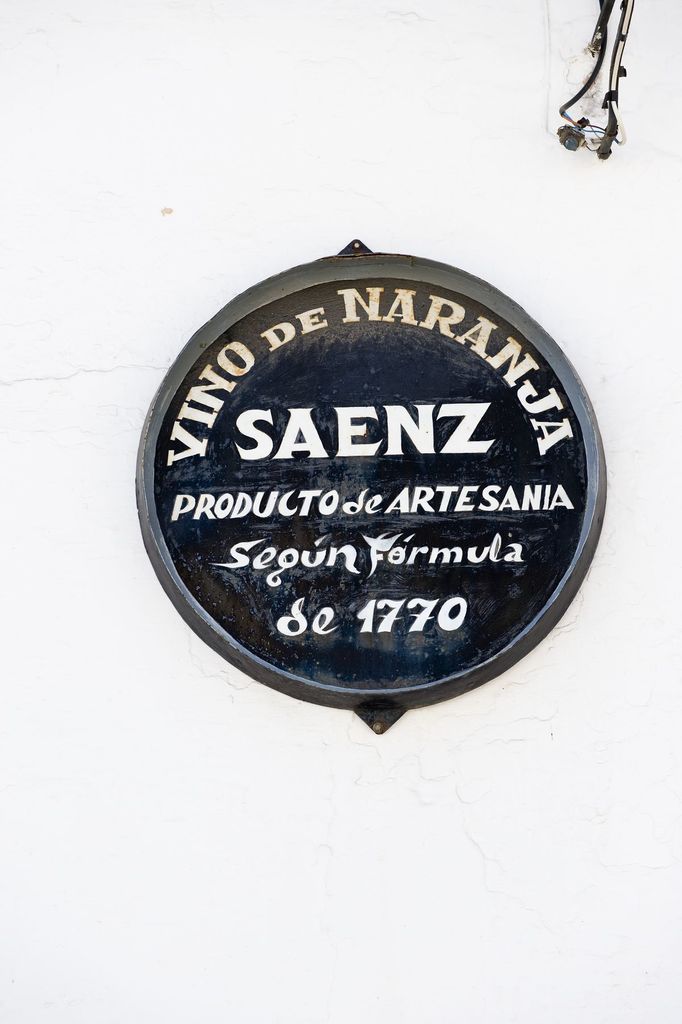 VINO DE NARANJA
SAENZ
PRODUCTO de ARTESANIA
Según Fórmula
de 1770